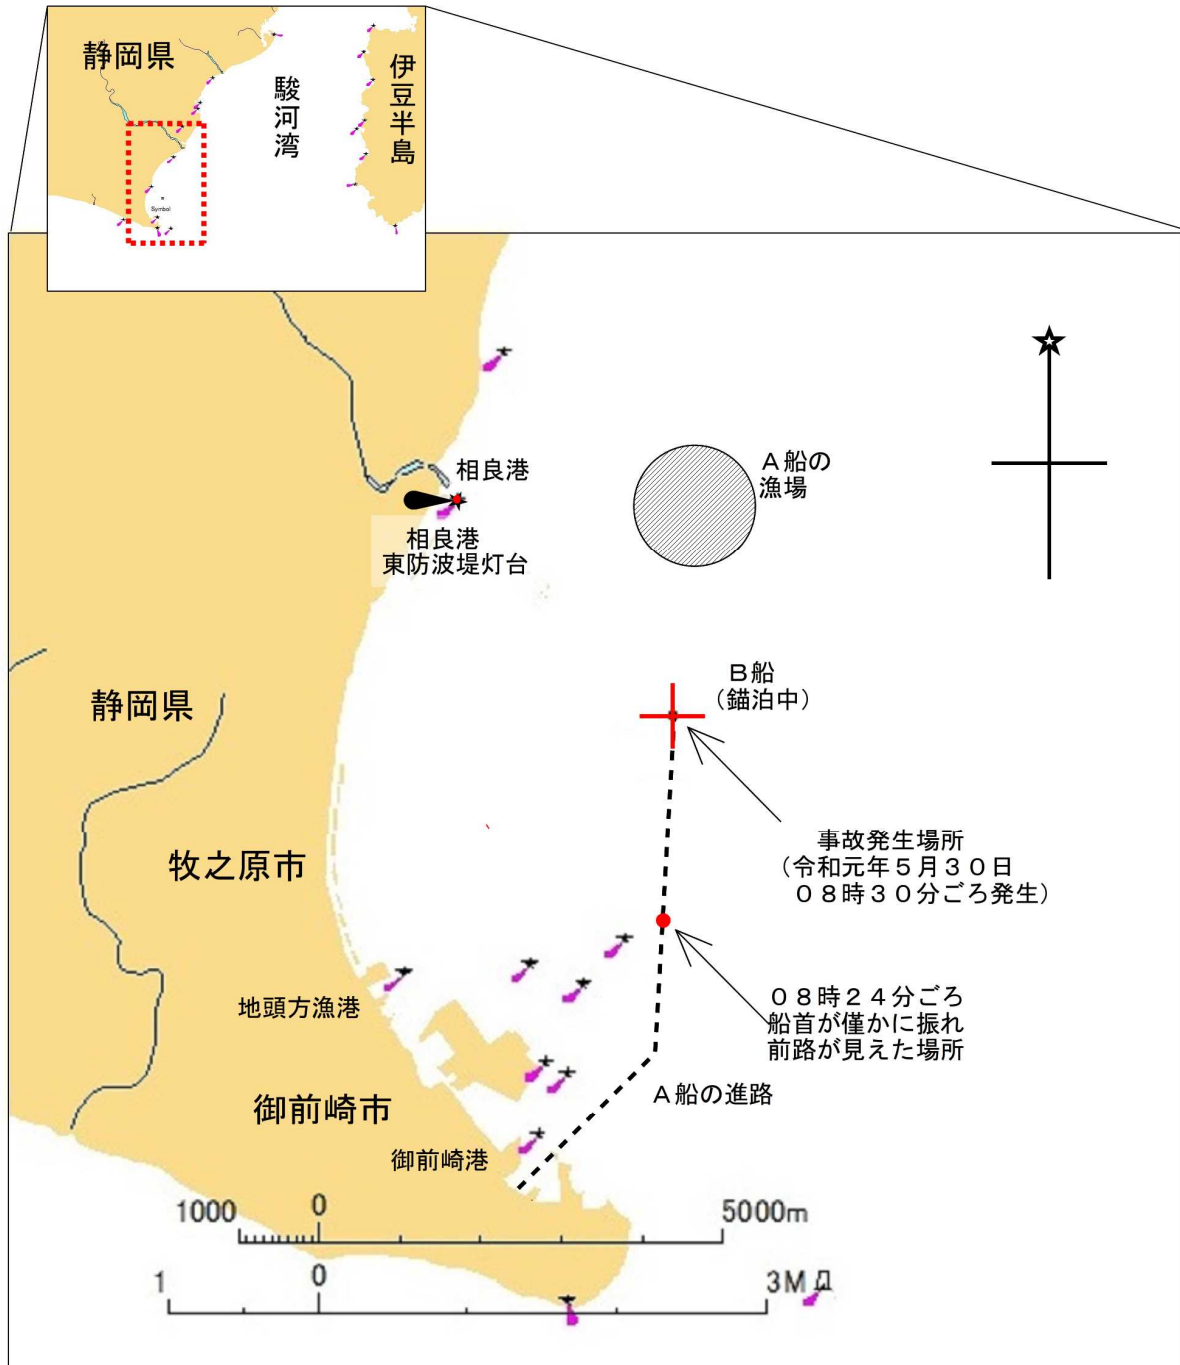 静岡県
駿河湾
伊豆半島
Symbol
相良港
相良港
東防波堤灯台
A船の
漁場
B船
(錨泊中)
静岡県
事故発生場所
(令和元年5月30日
08時30分ごろ発生)
牧之原市
08時24分ごろ
船首が僅かに振れ
前路が見えた場所
地頭方漁港
A船の進路
御前崎市
御前崎港
1000 0 5000m
1 0 3M